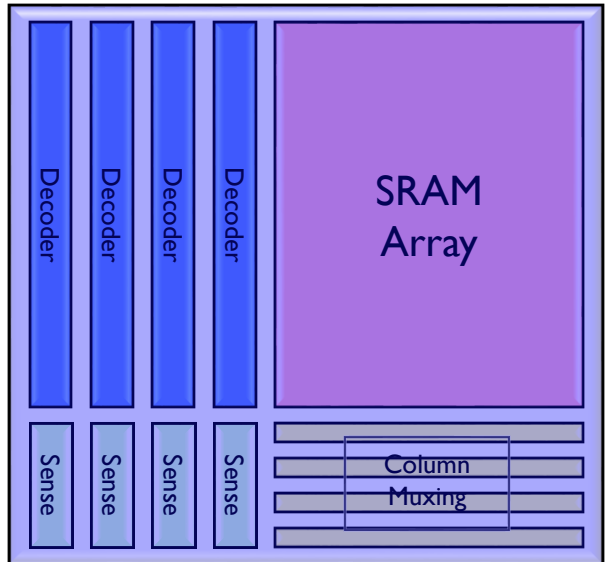 Decoder
Decoder
Decoder
Decoder
SRAM
Array
Sense
Sense
Sense
Sense
Column
Muxing